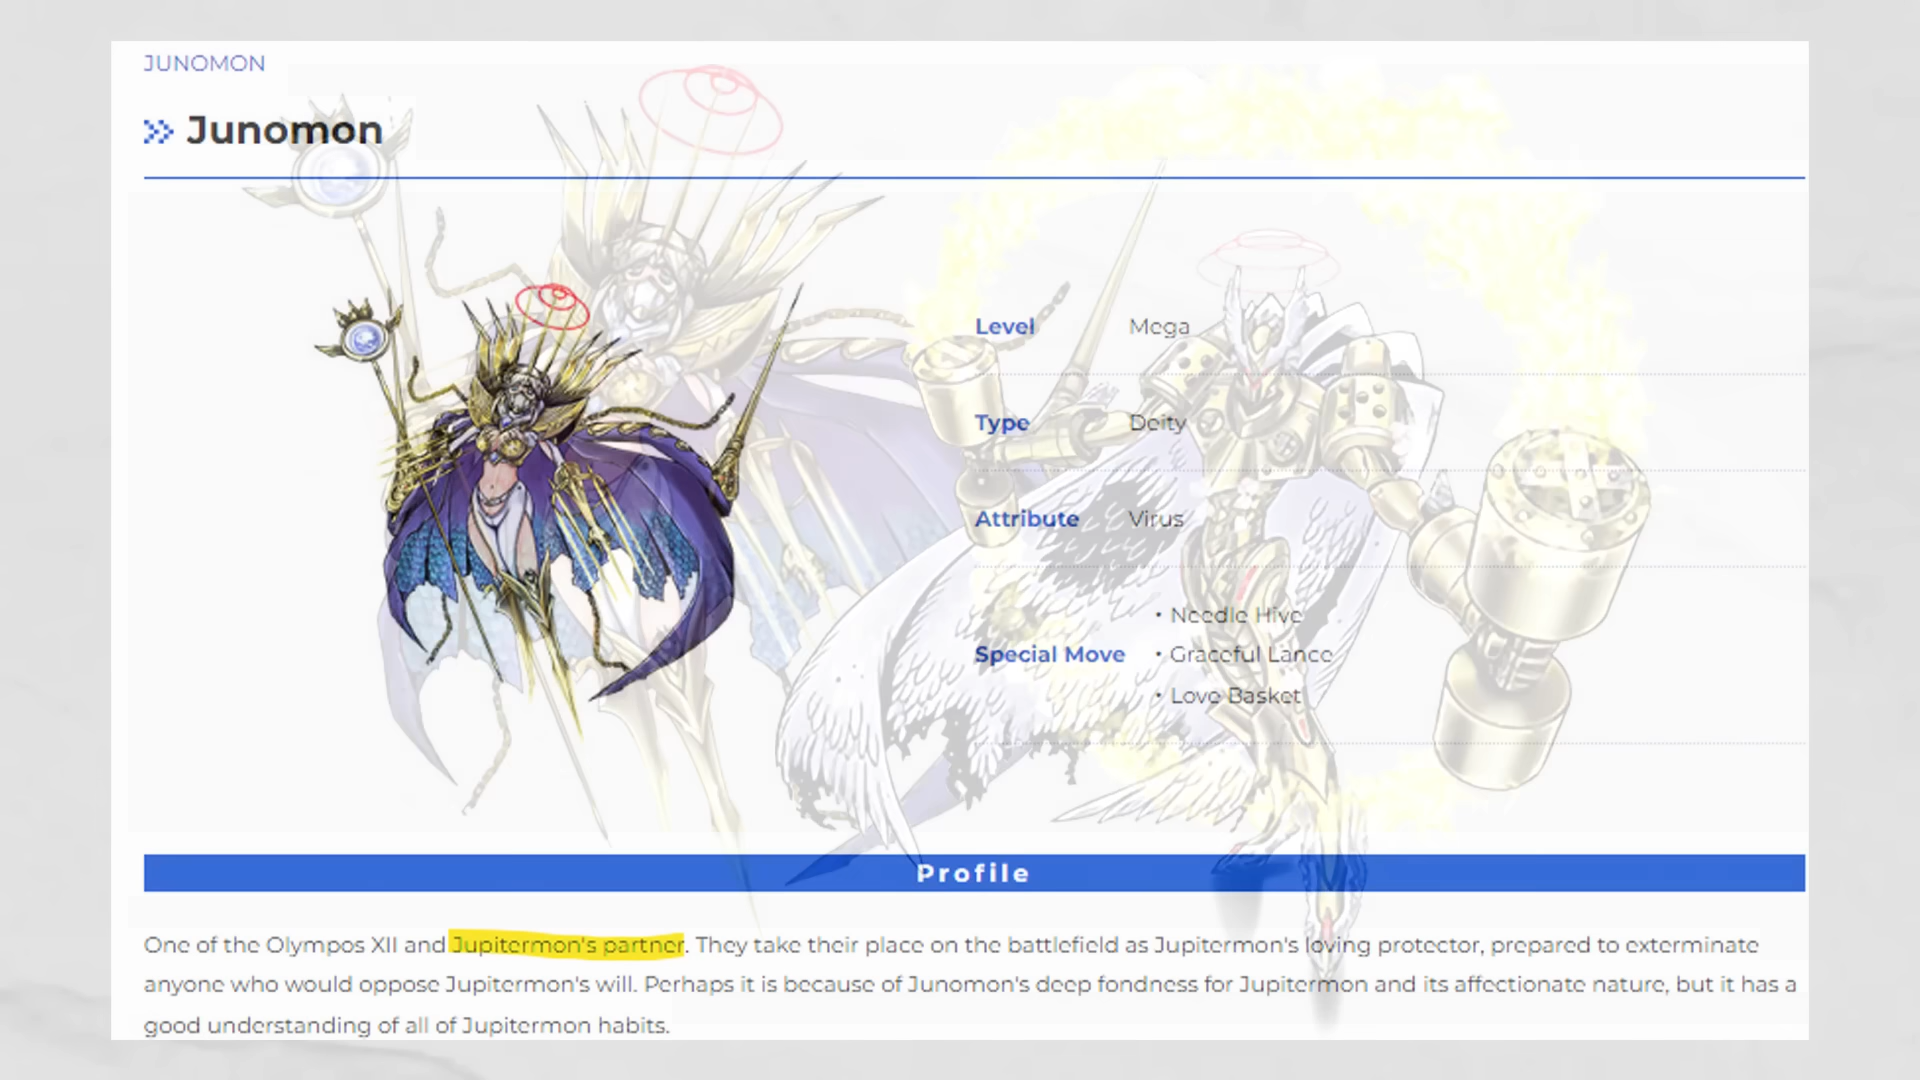 JUNOMON
Junomon
Level Mega
Type Deity
Attribute Virus
Special Move
• Needle Hive
• Graceful Lance
• Love Basket
Profile
One of the Olympos XII and Jupitermon's partner. They take their place on the battlefield as Jupitermon's loving protector, prepared to exterminate
anyone who would oppose Jupitermon's will. Perhaps it is because of Junomon's deep fondness for Jupitermon and its affectionate nature, but it has a
good understanding of all of Jupitermon habits.